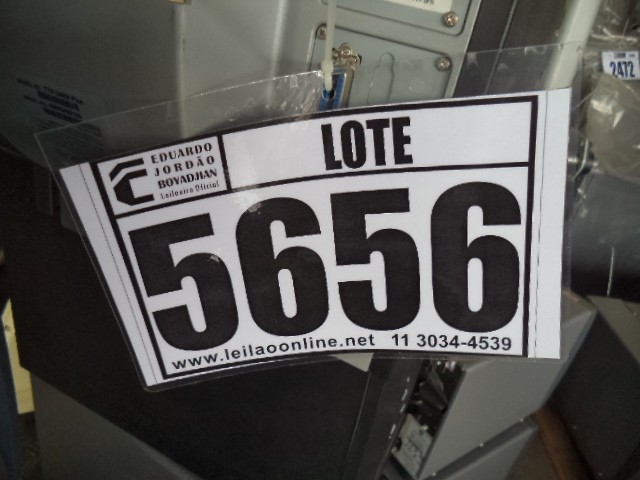 EDUARDO
JORDÃO
BOYADJIAN
Leiloeiro Oficial
LOTE
5656
www.leilaoonline.net 11 3034-4539
2472